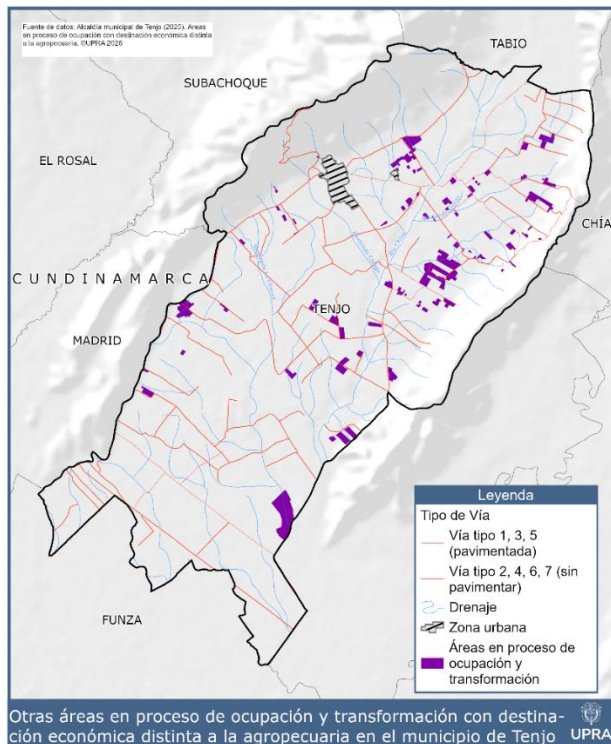 Fuente de datos: Alcaldía municipal de Tenjo (2025). Áreas
en proceso de ocupación con destinación económica distinta
a la agropecuaria. ©UPRA 2026
TABIO
SUBACHOQUE
EL ROSAL
CHÍA
CUNDINAMARCA
TENJO
MADRID
FUNZA
Leyenda
Tipo de Vía
Vía tipo 1, 3, 5
(pavimentada)
Vía tipo 2, 4, 6, 7 (sin
pavimentar)
Drenaje
Zona urbana
Áreas en proceso de
ocupación y
transformación
Otras áreas en proceso de ocupación y transformación con destina-
ción económica distinta a la agropecuaria en el municipio de Tenjo
UPRA